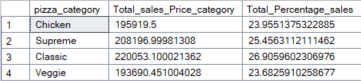 pizza_category Total_sales_Price_category Total_Percentage_sales
1 Chicken 195919.5 23.9551375322885
2 Supreme 208196.99981308 25.4563112111462
3 Classic 220053.100021362 26.9059602306976
4 Veggie 193690.451004028 23.6825910258677